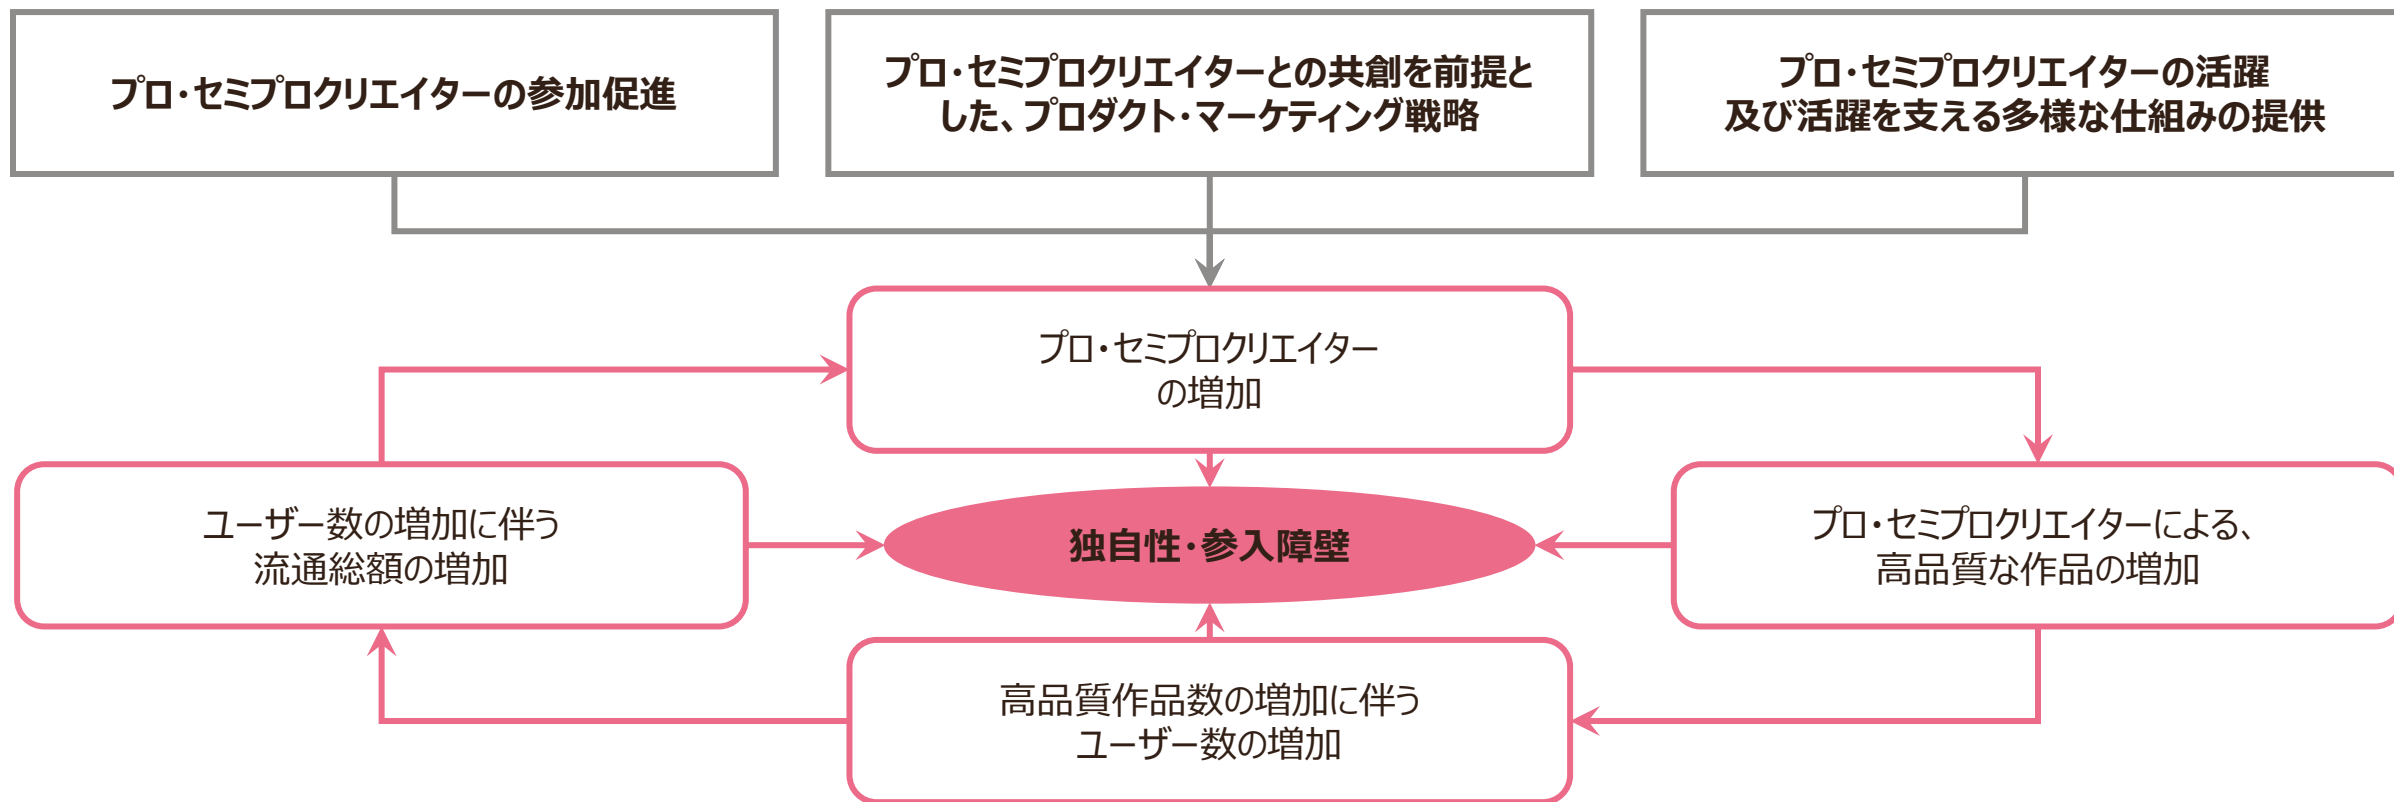 プロ・セミプロクリエイターの参加促進
プロ・セミプロクリエイターとの共創を前提と
した、プロダクト・マーケティング戦略
プロ・セミプロクリエイターの活躍
及び活躍を支える多様な仕組みの提供
プロ・セミプロクリエイター
の増加
ユーザー数の増加に伴う
流通総額の増加
独自性・参入障壁
プロ・セミプロクリエイターによる、
高品質な作品の増加
高品質作品数の増加に伴う
ユーザー数の増加